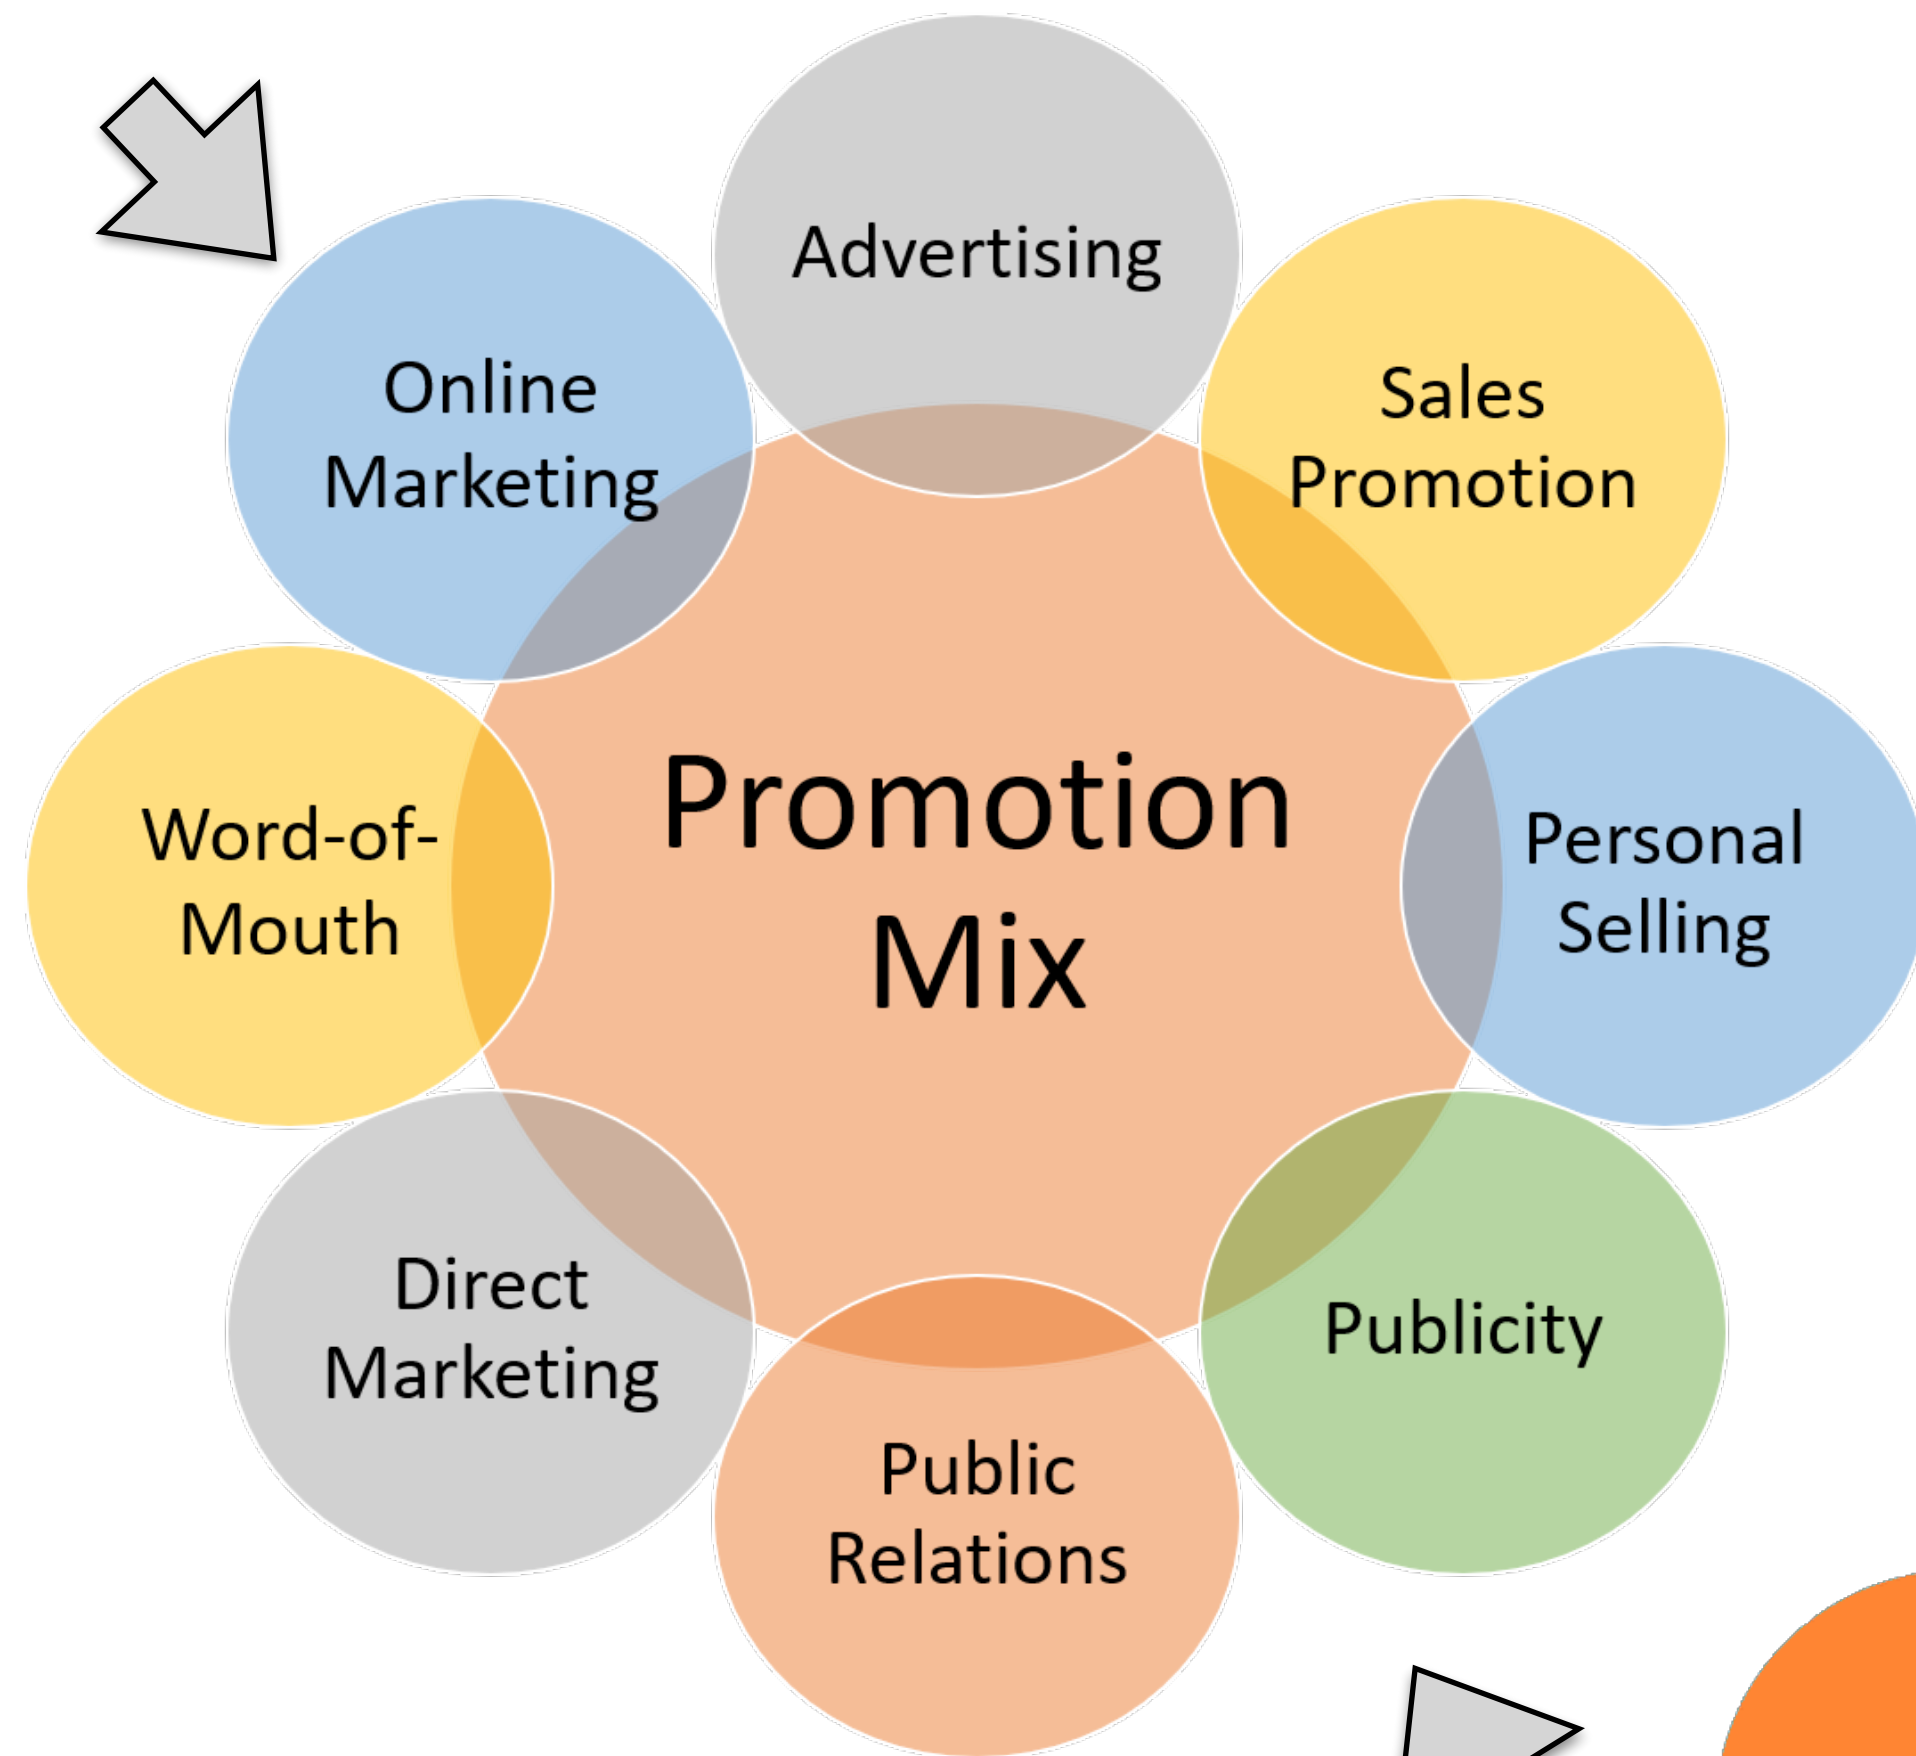 Advertising
Sales
Promotion
Personal
Selling
Publicity
Public
Relations
Direct
Marketing
Word-of-
Mouth
Online
Marketing
Promotion
Mix